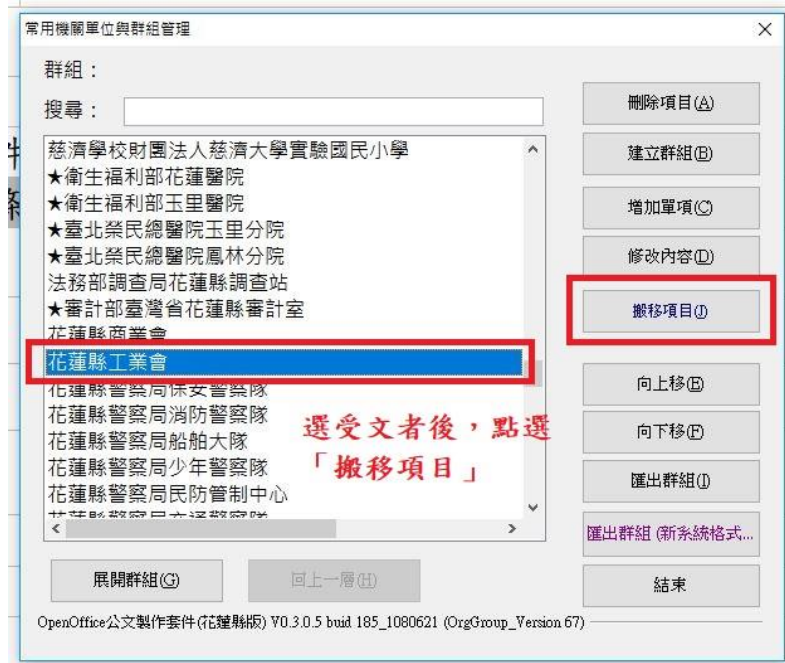 常用機關單位與群組管理
群組：
搜尋：
慈濟學校財團法人慈濟大學實驗國民小學
★衛生福利部花蓮醫院
★衛生福利部玉里醫院
★臺北榮民總醫院玉里分院
★臺北榮民總醫院鳳林分院
法務部調查局花蓮縣調查站
★審計部臺灣省花蓮縣審計室
花蓮縣商業會
花蓮縣工業會
花蓮縣警察局保安警察隊
花蓮縣警察局消防警察隊
花蓮縣警察局船舶大隊
花蓮縣警察局少年警察隊
花蓮縣警察局民防管制中心
花蓮縣警察局交通警察隊
選受文者後，點選
「搬移項目」
刪除項目(A)
建立群組(B)
增加單項(C)
修改內容(D)
搬移項目(J)
向上移(E)
向下移(F)
匯出群組(I)
匯出群組 (新系統格式...
結束
展開群組(G)
回上一層(H)
OpenOffice公文製作套件(花蓮縣版) V0.3.0.5 buid 185_1080621 (OrgGroup_Version 67)